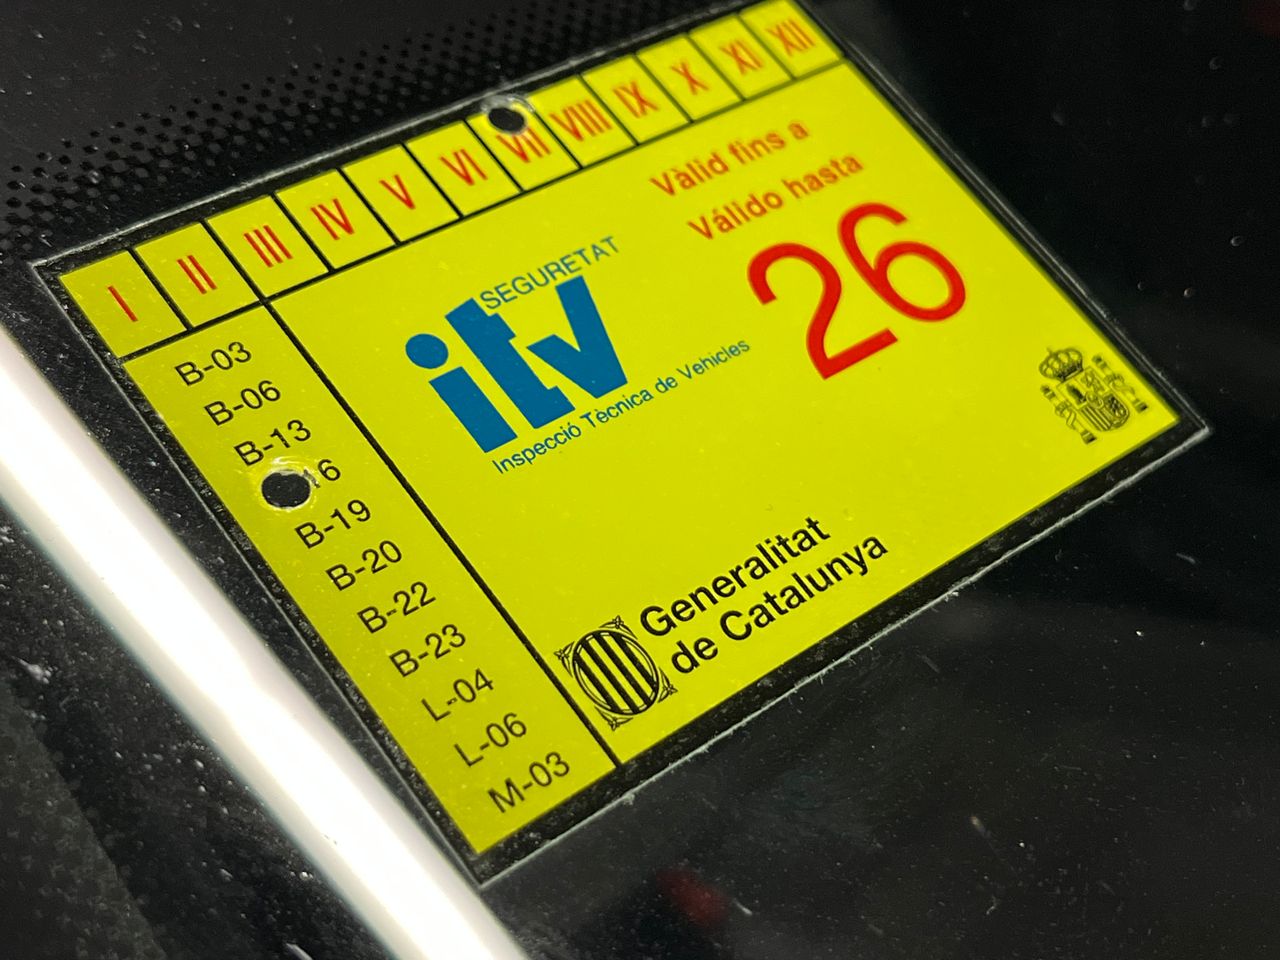 I II III IV V VI VII VIII IX X XI XII
Vàlid fins a
Válido hasta
26
SEGURETAT
itv
Inspecció Tècnica de Vehicles
B-03
B-06
B-13
16
B-19
B-20
B-22
B-23
L-04
L-06
M-03
Generalitat
de Catalunya